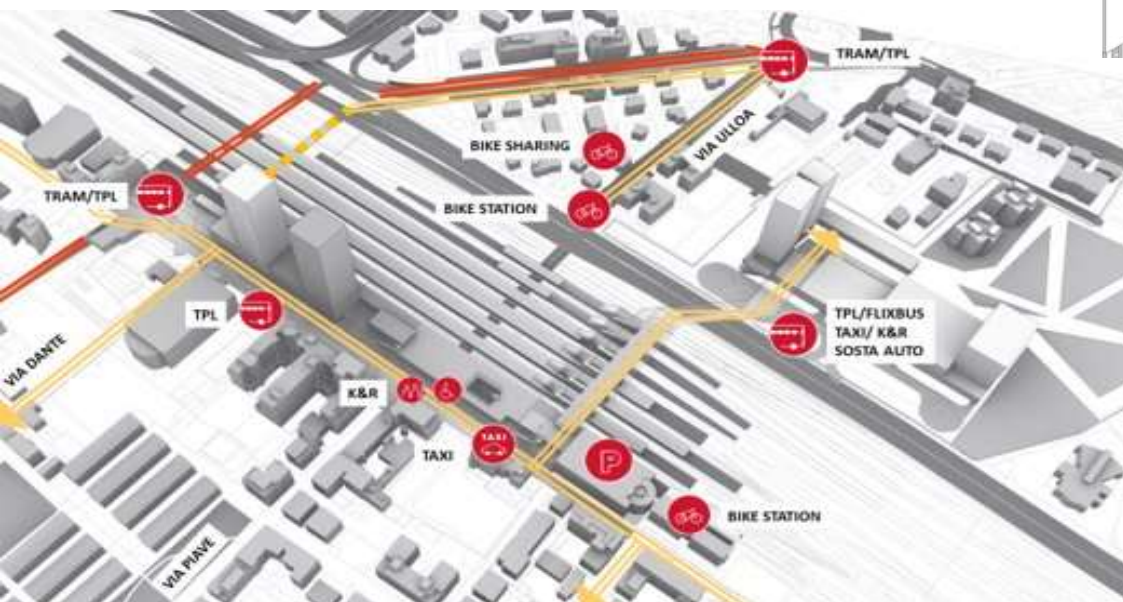 TRAM/TPL
BIKE SHARING
VIA ULLOA
TRAM/TPL
BIKE STATION
TPL
TPL/FLIXBUS
TAXI/ K&R
SOSTA AUTO
VIA DANTE
K&R
TAXI
TAXI
P
BIKE STATION
VIA PIAVE